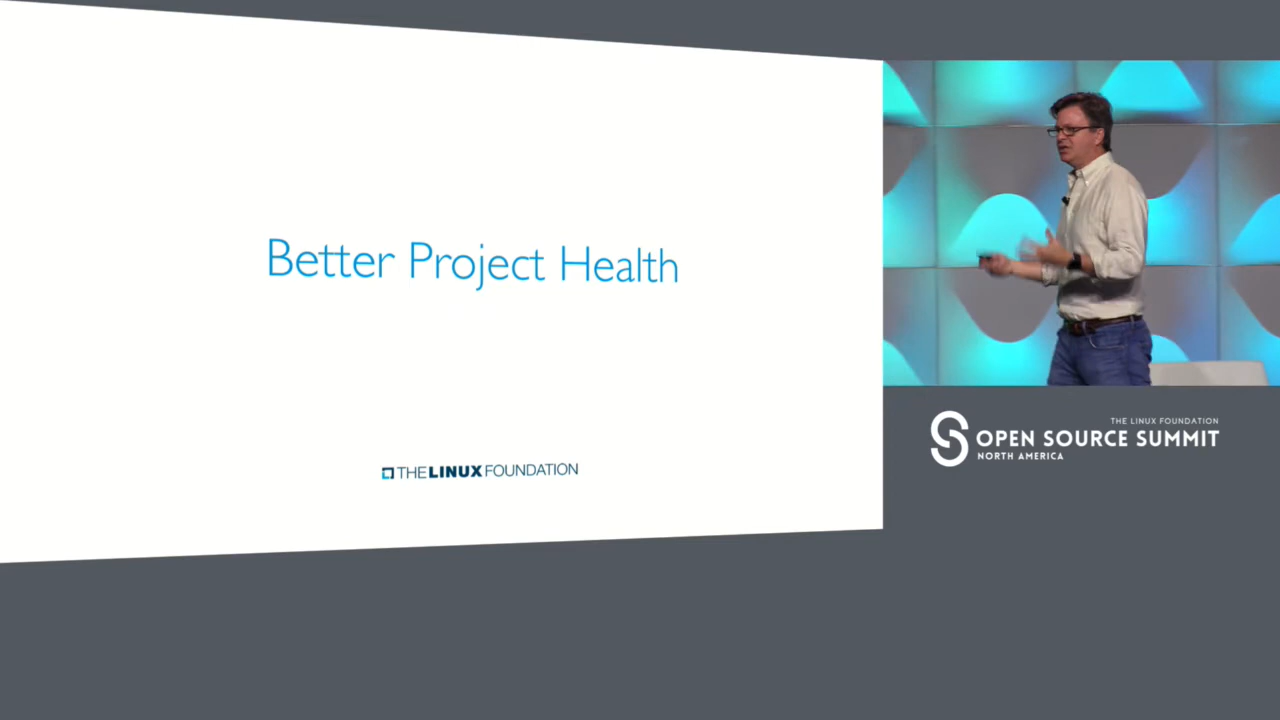 Better Project Health
THE LINUX FOUNDATION
THE LINUX FOUNDATION
OPEN SOURCE SUMMIT
NORTH AMERICA